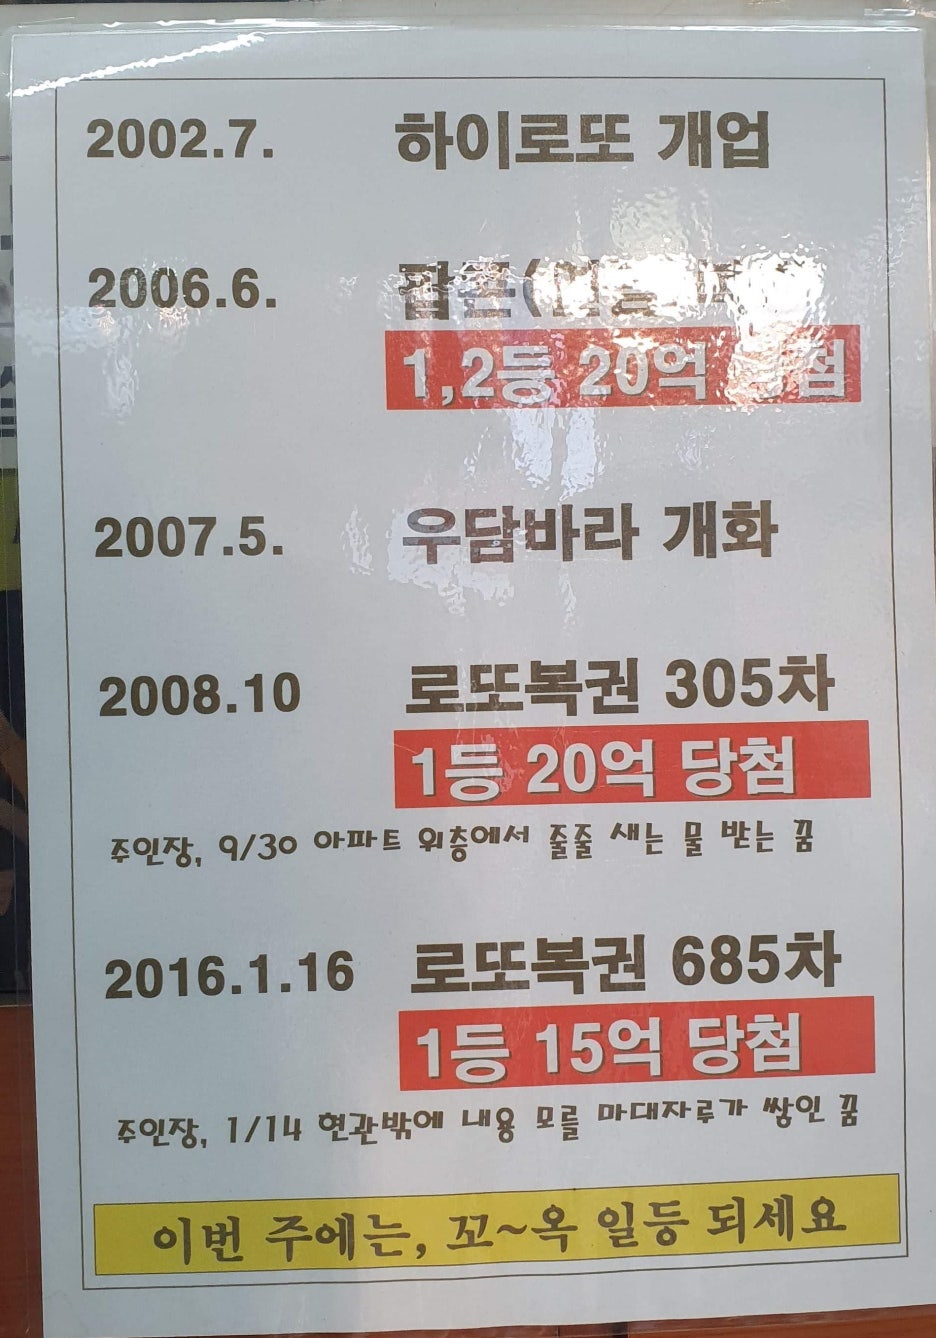 2002.7. 하이로또 개업
2006.6.
1,2등 20억 당첨
2007.5. 우담바라 개화
2008.10 로또복권 305차
1등 20억 당첨
주인장, 9/30 아파트 위층에서 줄줄 새는 물 받는 꿈
2016.1.16 로또복권 685차
1등 15억 당첨
주인장, 1/14 현관밖에 내용 모를 마대자루가 쌓인 꿈
이번 주에는, 꼬~옥 일등 되세요